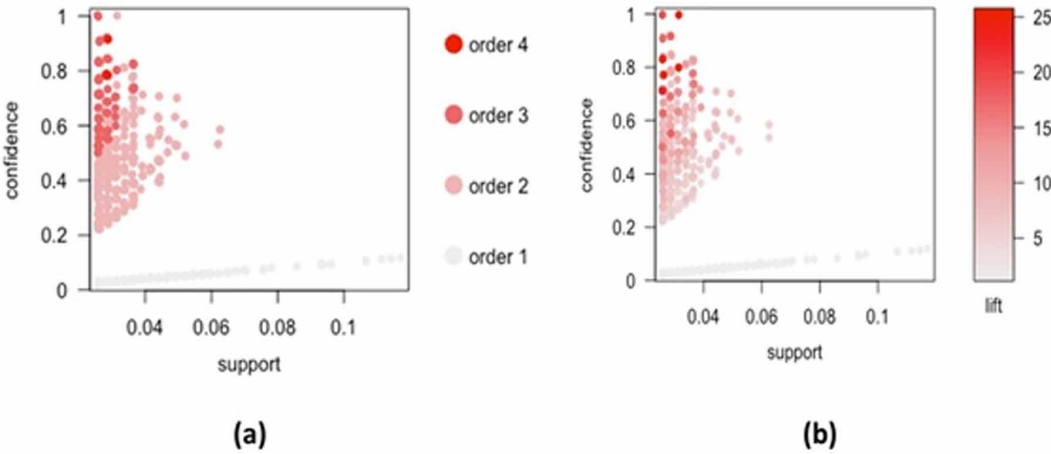 1
0.8
0.6
0.4
0.2
0
confidence
0.04 0.06 0.08 0.1
support
order 4
order 3
order 2
order 1
(a)
1
0.8
0.6
0.4
0.2
0
confidence
0.04 0.06 0.08 0.1
support
25
20
15
10
5
lift
(b)